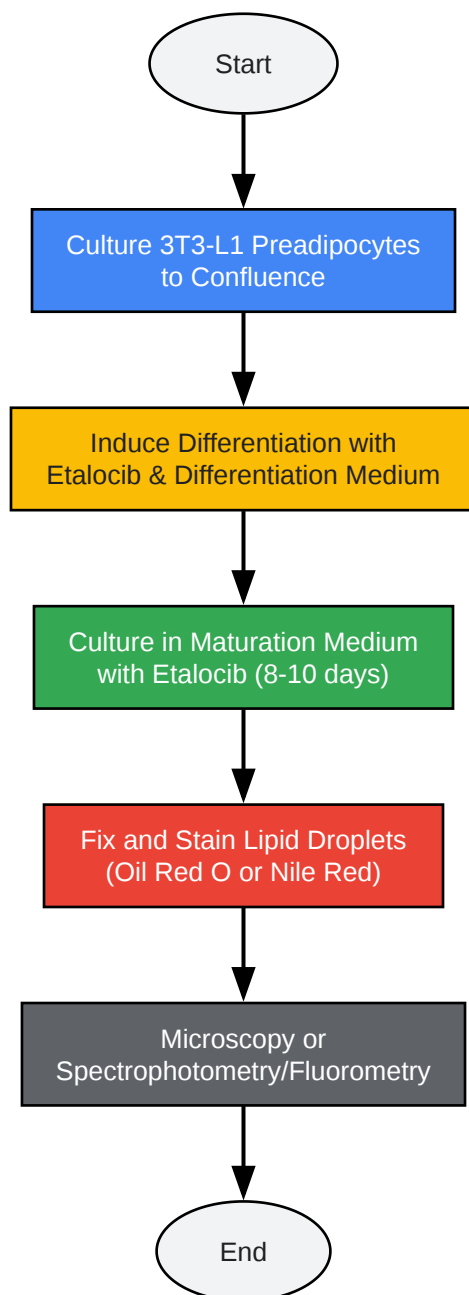 Start
Culture 3T3-L1 Preadipocytes
to Confluence
Induce Differentiation with
Etalocib & Differentiation Medium
Culture in Maturation Medium
with Etalocib (8-10 days)
Fix and Stain Lipid Droplets
(Oil Red O or Nile Red)
Microscopy or
Spectrophotometry/Fluorometry
End